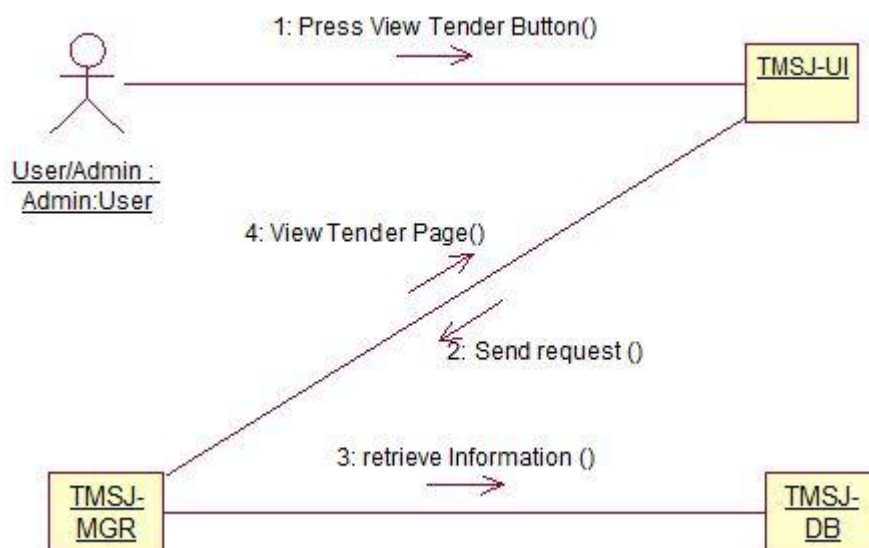 1: Press View Tender Button()
TMSJ-UI
User/Admin :
Admin:User
4: View Tender Page()
2: Send request ()
3: retrieve Information ()
TMSJ-
MGR
TMSJ-
DB